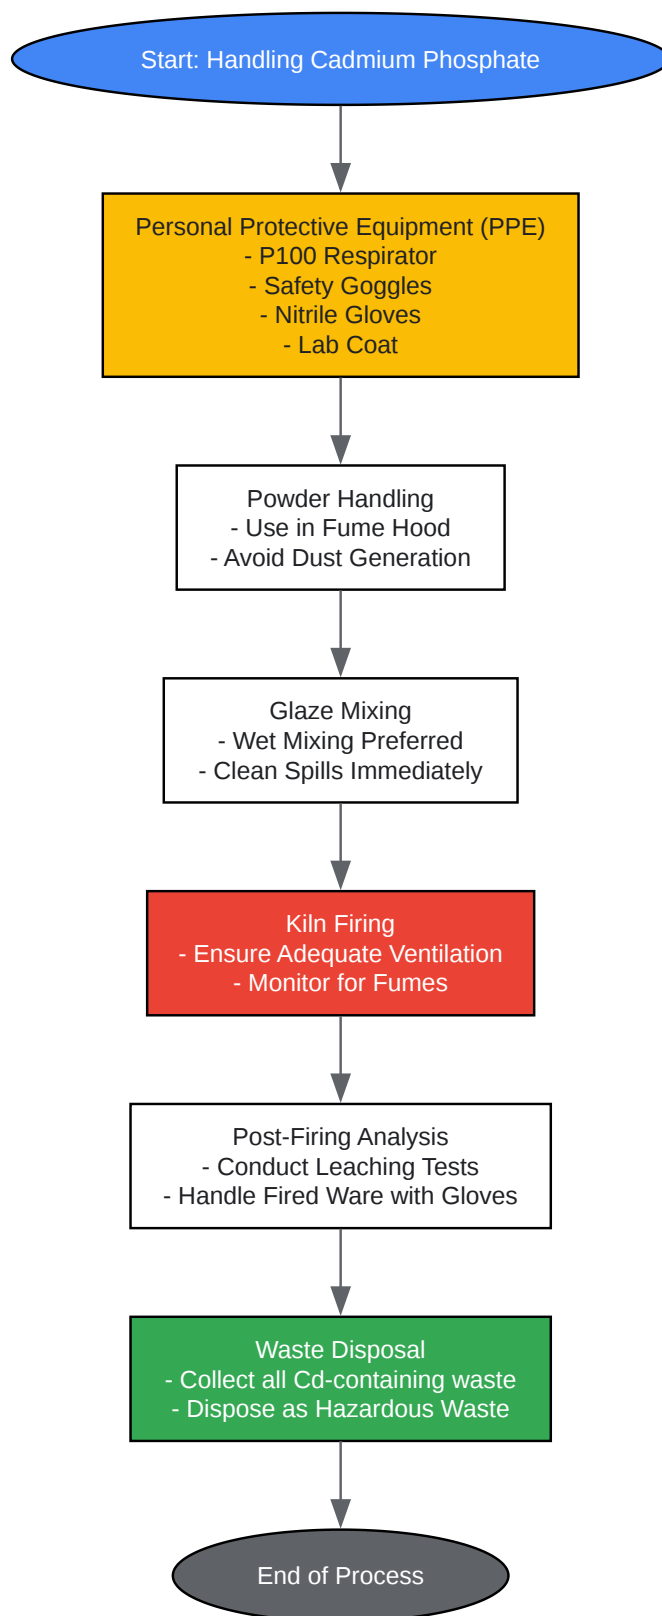 Start: Handling Cadmium Phosphate
Personal Protective Equipment (PPE)
- P100 Respirator
- Safety Goggles
- Nitrile Gloves
- Lab Coat
Powder Handling
- Use in Fume Hood
- Avoid Dust Generation
Glaze Mixing
- Wet Mixing Preferred
- Clean Spills Immediately
Kiln Firing
- Ensure Adequate Ventilation
- Monitor for Fumes
Post-Firing Analysis
- Conduct Leaching Tests
- Handle Fired Ware with Gloves
Waste Disposal
- Collect all Cd-containing waste
- Dispose as Hazardous Waste
End of Process